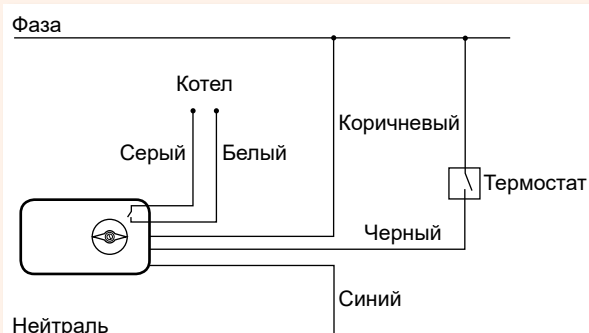 Фаза
Котел
Коричневый
Серый
Белый
Термостат
Черный
Синий
Нейтраль